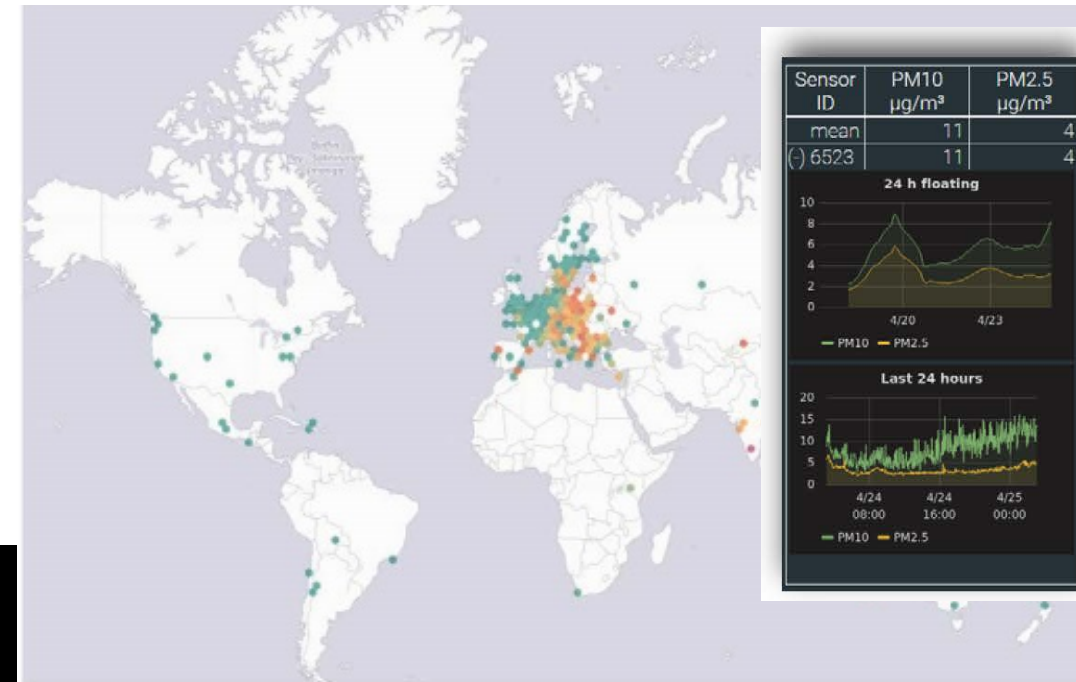 Sensor ID PM10 µg/m³ PM2.5 µg/m³
mean 11 4
(-) 6523 11 4
24 h floating
10
8
6
4
2
0
4/20 4/23
PM10 PM2.5
Last 24 hours
20
15
10
5
0
4/24 4/24 4/25
08:00 16:00 00:00
PM10 PM2.5